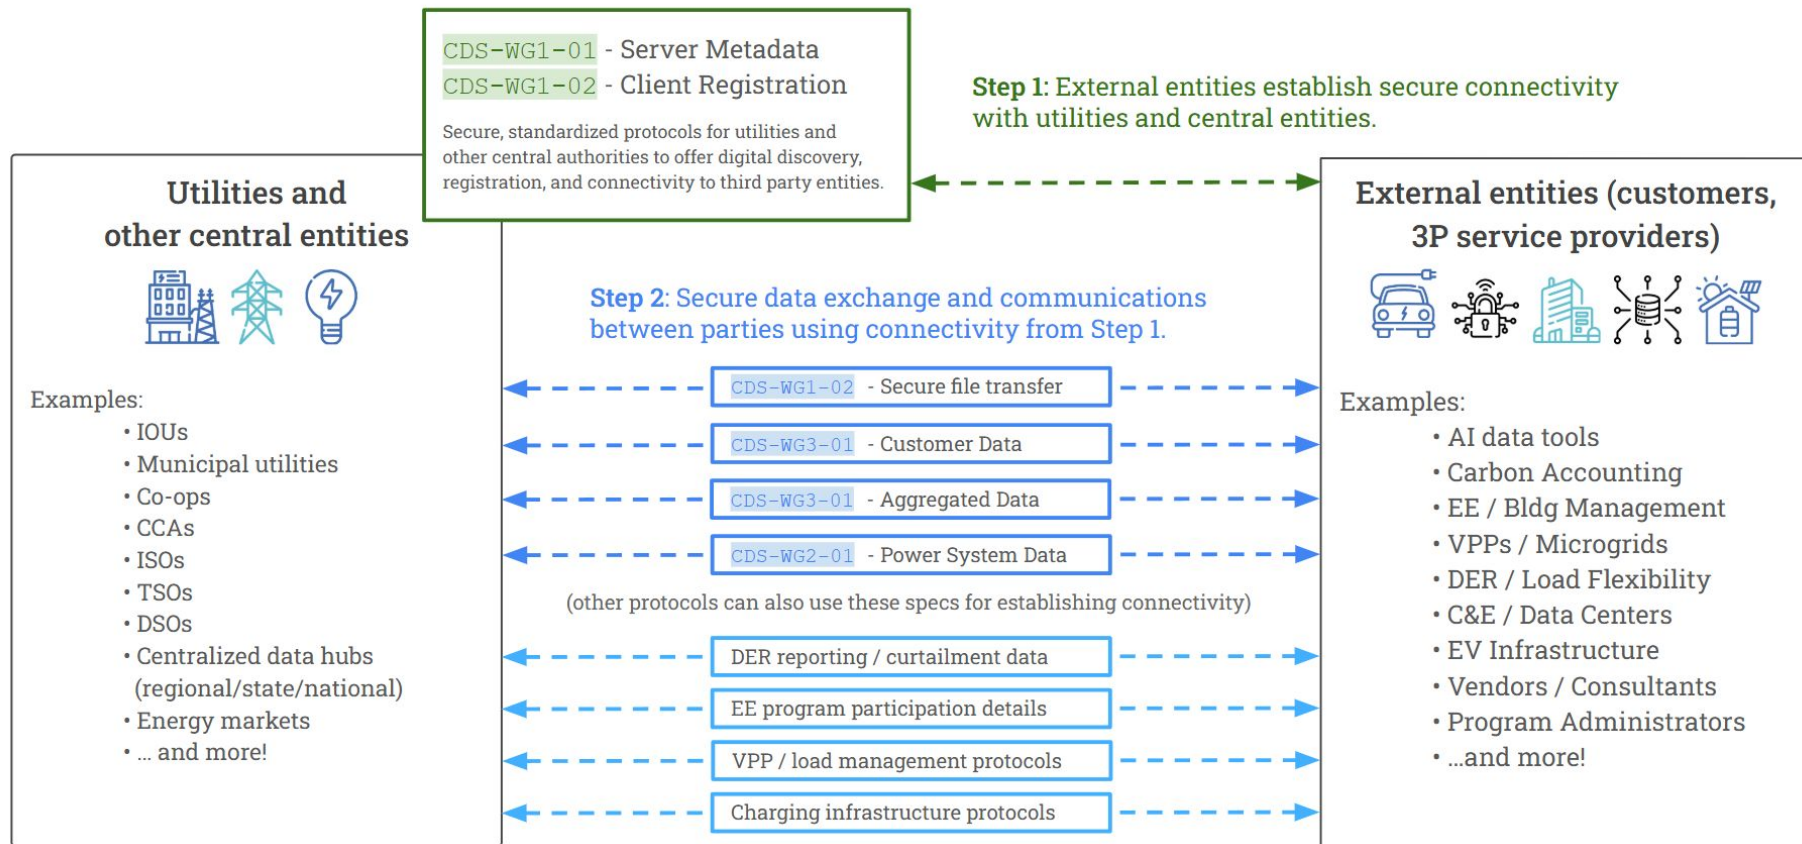 CDS-WG1-01 - Server Metadata
CDS-WG1-02 - Client Registration
Secure, standardized protocols for utilities and
other central authorities to offer digital discovery,
registration, and connectivity to third party entities.
Step 1: External entities establish secure connectivity
with utilities and central entities.
Utilities and
other central entities
Examples:
• IOUs
• Municipal utilities
• Co-ops
• CCAs
• ISOs
• TSOs
• DSOs
• Centralized data hubs
(regional/state/national)
• Energy markets
• ... and more!
Step 2: Secure data exchange and communications
between parties using connectivity from Step 1.
CDS-WG1-02 - Secure file transfer
CDS-WG3-01 - Customer Data
CDS-WG3-01 - Aggregated Data
CDS-WG2-01 - Power System Data
(other protocols can also use these specs for establishing connectivity)
DER reporting / curtailment data
EE program participation details
VPP / load management protocols
Charging infrastructure protocols
External entities (customers,
3P service providers)
Examples:
• AI data tools
• Carbon Accounting
• EE / Bldg Management
• VPPs / Microgrids
• DER / Load Flexibility
• C&E / Data Centers
• EV Infrastructure
• Vendors / Consultants
• Program Administrators
• ...and more!